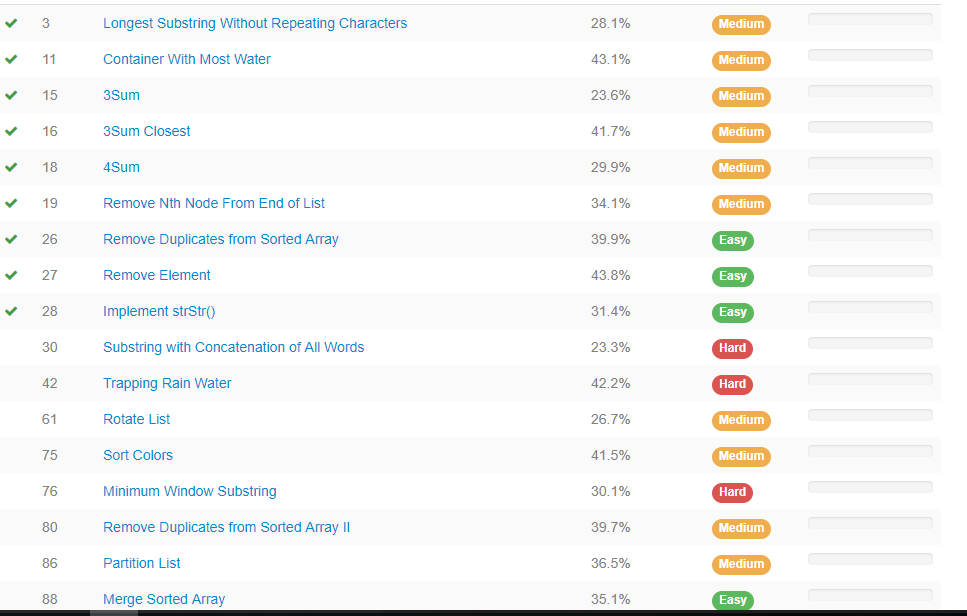 3 Longest Substring Without Repeating Characters 28.1% Medium
11 Container With Most Water 43.1% Medium
15 3Sum 23.6% Medium
16 3Sum Closest 41.7% Medium
18 4Sum 29.9% Medium
19 Remove Nth Node From End of List 34.1% Medium
26 Remove Duplicates from Sorted Array 39.9% Easy
27 Remove Element 43.8% Easy
28 Implement strStr() 31.4% Easy
30 Substring with Concatenation of All Words 23.3% Hard
42 Trapping Rain Water 42.2% Hard
61 Rotate List 26.7% Medium
75 Sort Colors 41.5% Medium
76 Minimum Window Substring 30.1% Hard
80 Remove Duplicates from Sorted Array II 39.7% Medium
86 Partition List 36.5% Medium
88 Merge Sorted Array 35.1% Easy